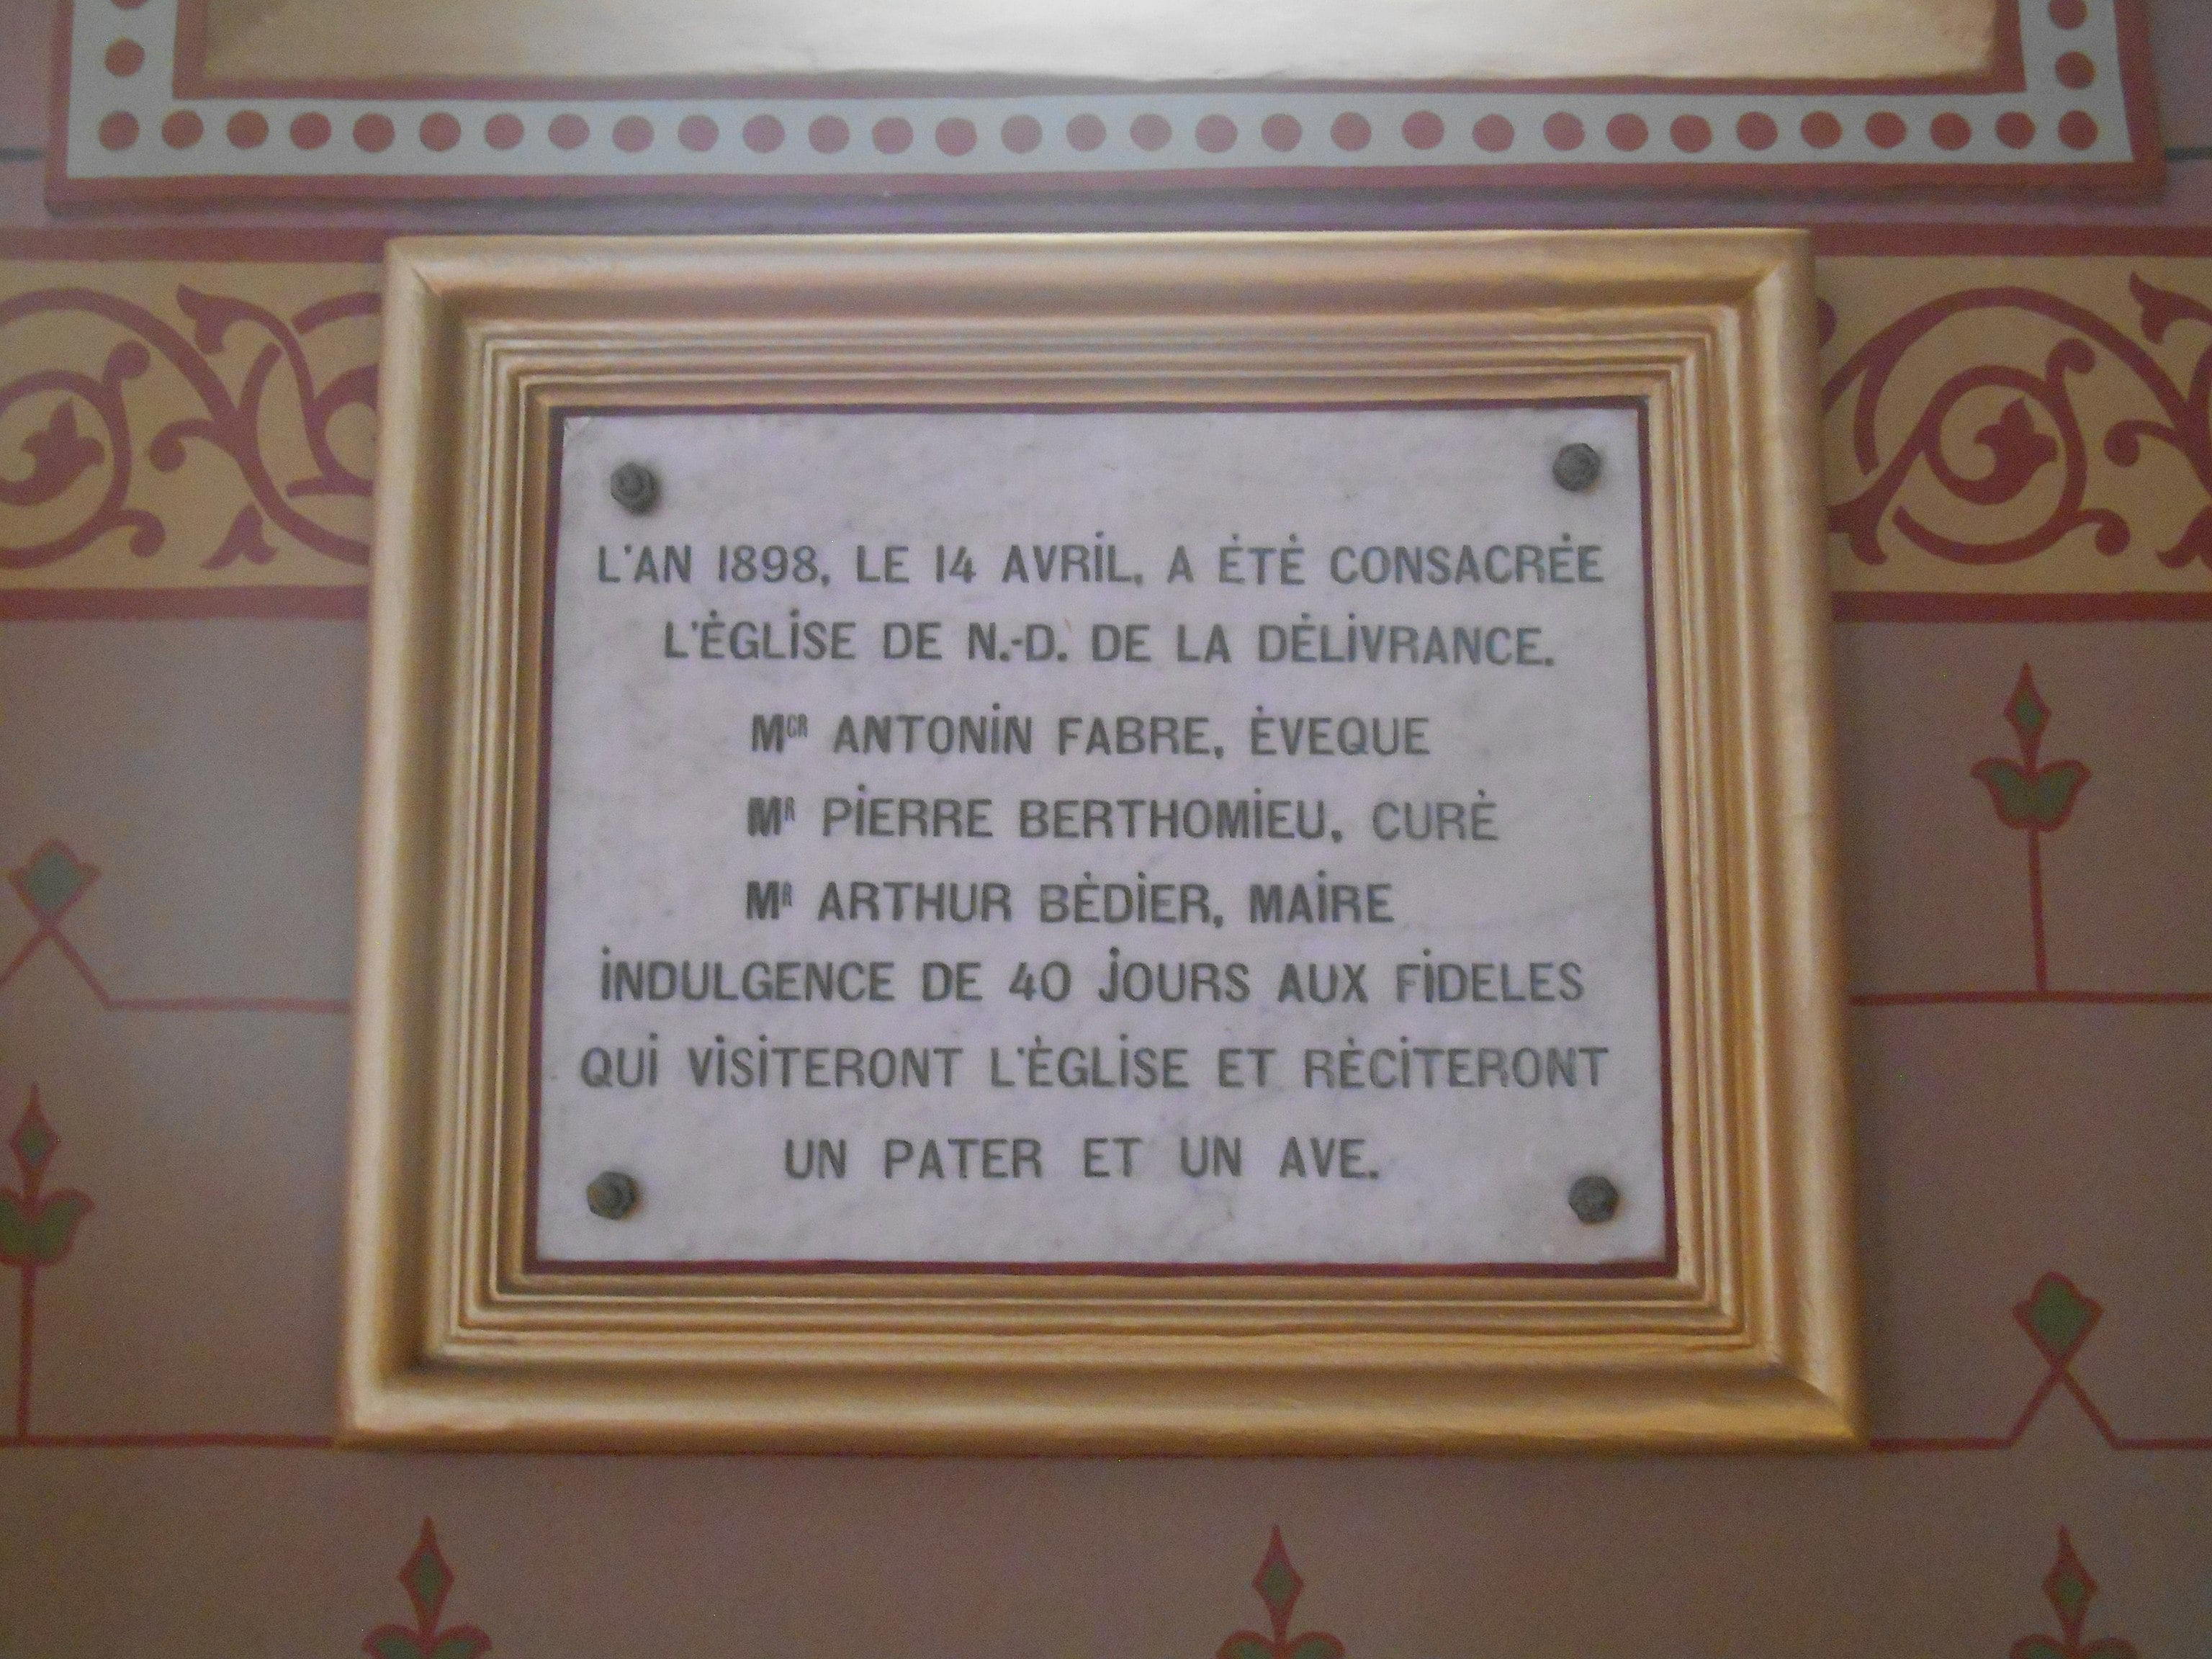 L'AN 1898, LE 14 AVRIL, A ÉTÉ CONSACRÉE
L'ÉGLISE DE N.-D. DE LA DÉLIVRANCE.
MGR ANTONIN FABRE, ÉVEQUE
MR PIERRE BERTHOMIEU, CURÉ
MR ARTHUR BÉDIER, MAIRE
INDULGENCE DE 40 JOURS AUX FIDELES
QUI VISITERONT L'ÉGLISE ET RÉCITERONT
UN PATER ET UN AVE.